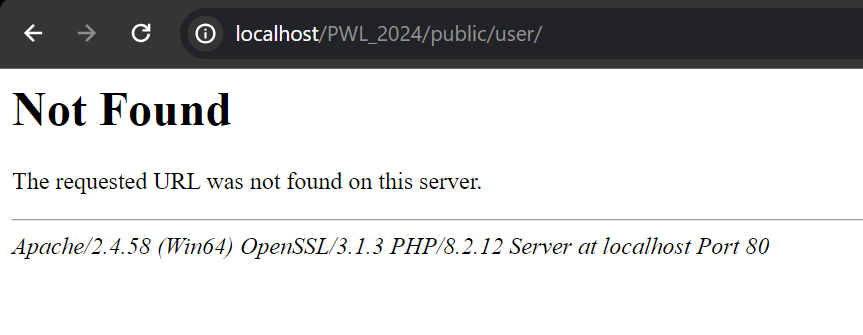 localhost/PWL_2024/public/user/
Not Found
The requested URL was not found on this server.
Apache/2.4.58 (Win64) OpenSSL/3.1.3 PHP/8.2.12 Server at localhost Port 80